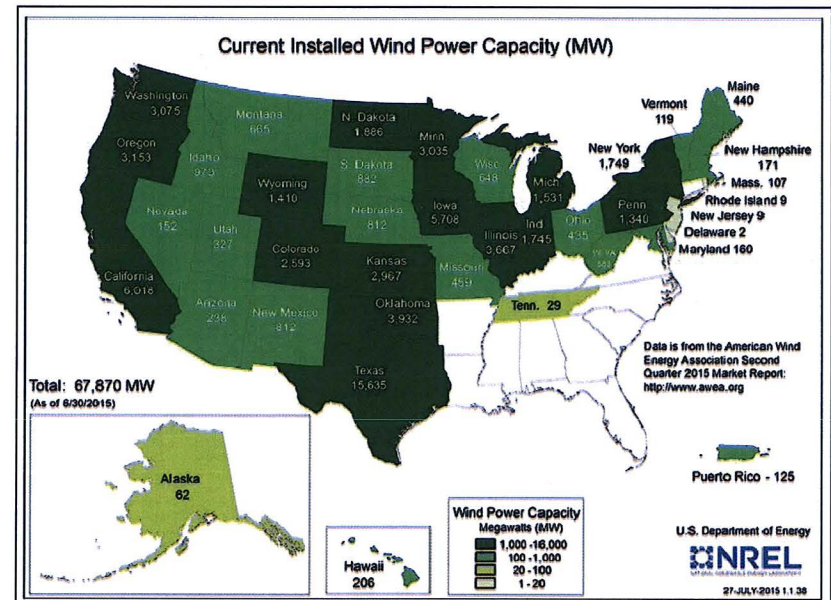 Current Installed Wind Power Capacity (MW)
Washington
3,075
Oregon
3,153
California
6,018
Nevada
152
Idaho
973
Montana
665
Wyoming
1,410
Utah
327
Colorado
2,593
Arizona
238
New Mexico
812
N. Dakota
1,886
S. Dakota
882
Nebraska
812
Kansas
2,967
Oklahoma
3,932
Texas
15,635
Minn.
3,035
Iowa
5,708
Missouri
459
Wisc.
648
Illinois
3,667
Mich.
1,531
Ind
1,745
Ohio
435
Tenn. 29
Penn
1,340
New York
1,749
Vermont
119
Maine
440
New Hampshire
171
Mass. 107
Rhode Island 9
New Jersey 9
Delaware 2
Maryland 160
Data is from the American Wind
Energy Association Second
Quarter 2015 Market Report:
http://www.awea.org
Total: 67,870 MW
(As of 6/30/2015)
Alaska
62
Hawaii
206
Puerto Rico - 125
Wind Power Capacity
Megawatts (MW)
1,000 -16,000
100 -1,000
20 -100
1 - 20
U.S. Department of Energy
NREL
NATIONAL RENEWABLE ENERGY LABORATORY
27-JULY-2015 1.1.38